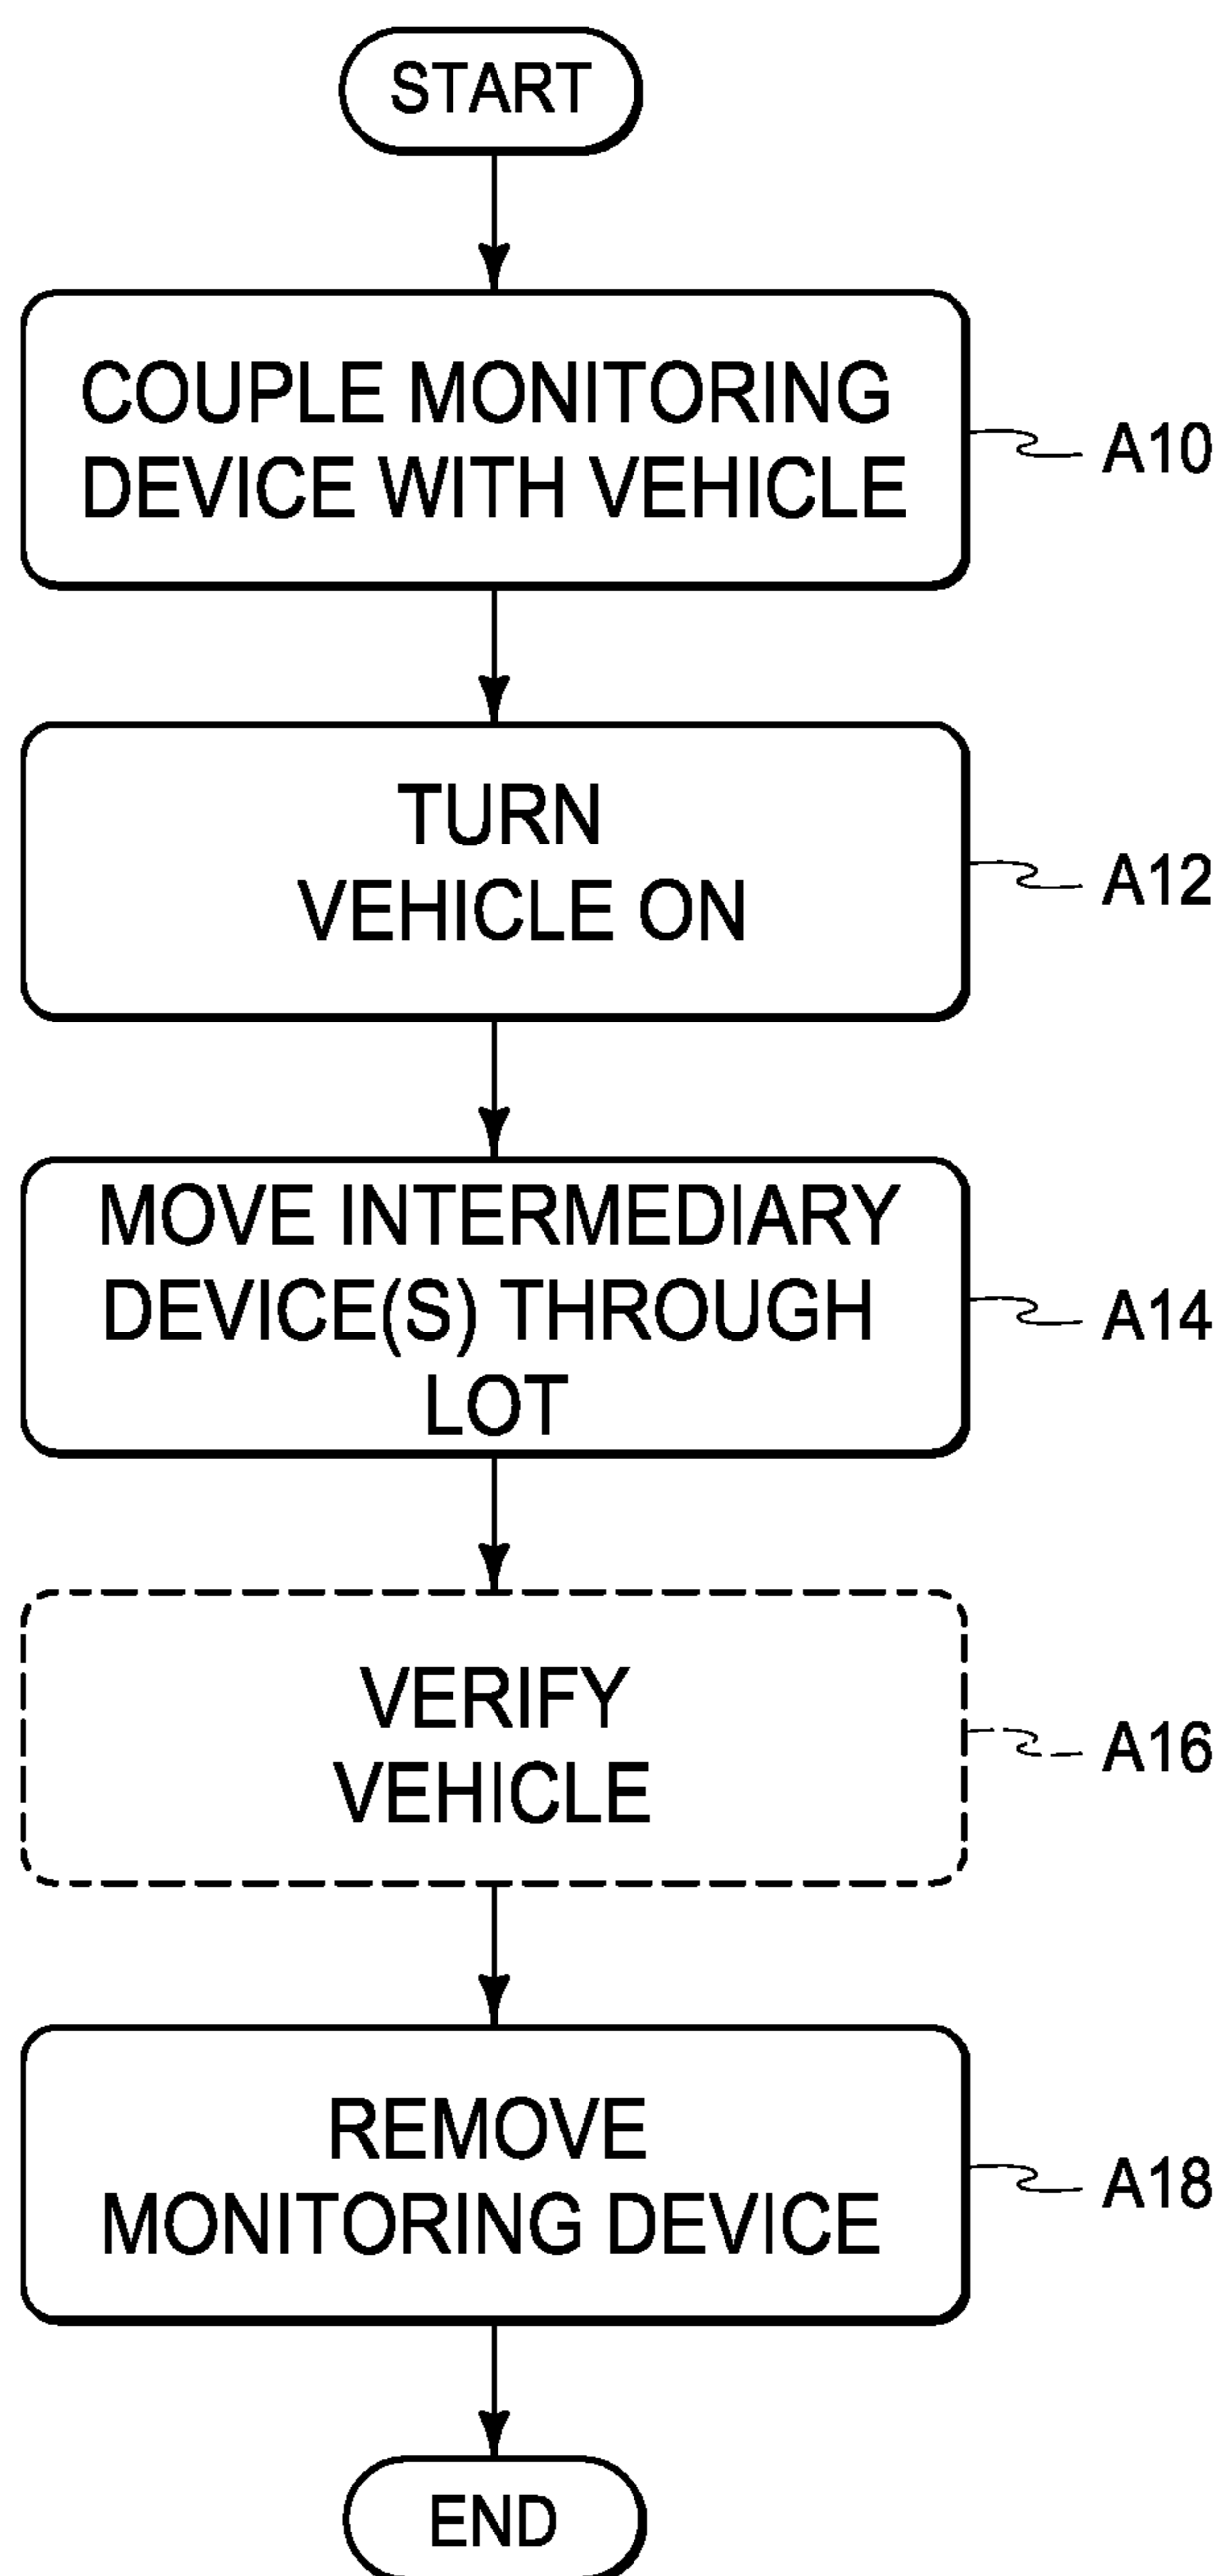 START
COUPLE MONITORING
DEVICE WITH VEHICLE
A10
TURN
VEHICLE ON
A12
MOVE INTERMEDIARY
DEVICE(S) THROUGH
LOT
A14
VERIFY
VEHICLE
A16
REMOVE
MONITORING DEVICE
A18
END